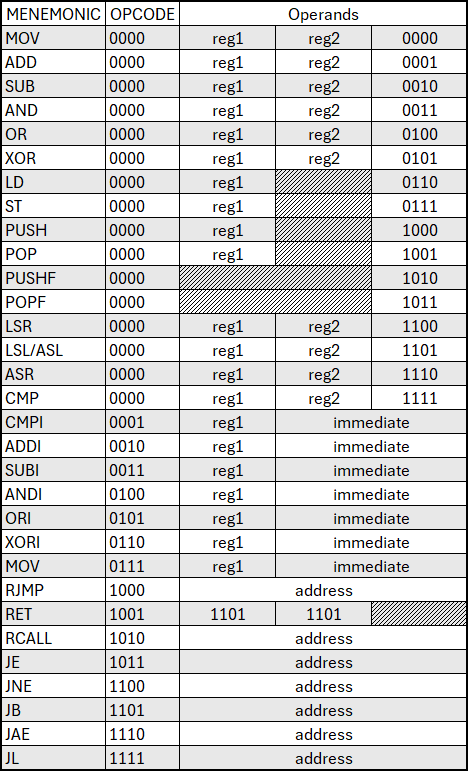 MENEMONIC OPCODE Operands
MOV 0000 reg1 reg2 0000
ADD 0000 reg1 reg2 0001
SUB 0000 reg1 reg2 0010
AND 0000 reg1 reg2 0011
OR 0000 reg1 reg2 0100
XOR 0000 reg1 reg2 0101
LD 0000 reg1 0110
ST 0000 reg1 0111
PUSH 0000 reg1 1000
POP 0000 reg1 1001
PUSHF 0000 1010
POPF 0000 1011
LSR 0000 reg1 reg2 1100
LSL/ASL 0000 reg1 reg2 1101
ASR 0000 reg1 reg2 1110
CMP 0000 reg1 reg2 1111
CMPI 0001 reg1 immediate
ADDI 0010 reg1 immediate
SUBI 0011 reg1 immediate
ANDI 0100 reg1 immediate
ORI 0101 reg1 immediate
XORI 0110 reg1 immediate
MOV 0111 reg1 immediate
RJMP 1000 address
RET 1001 1101 1101
RCALL 1010 address
JE 1011 address
JNE 1100 address
JB 1101 address
JAE 1110 address
JL 1111 address